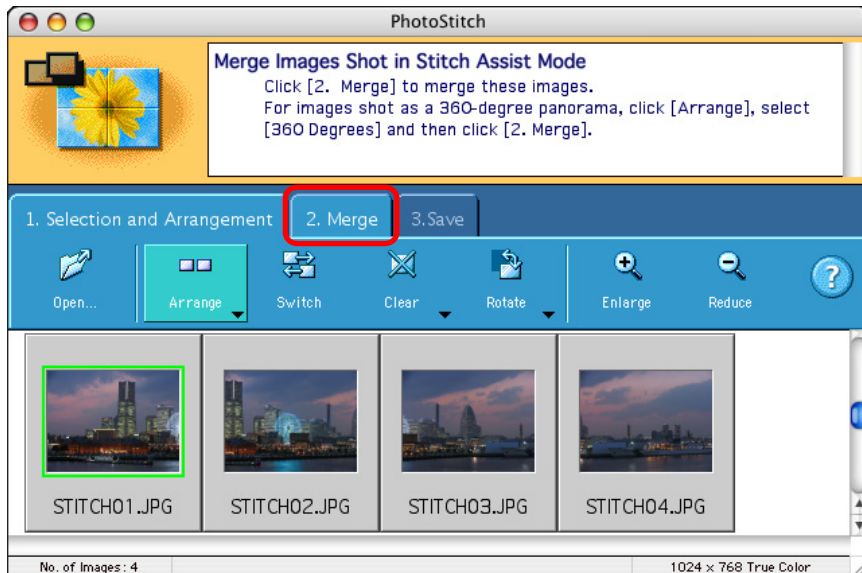 PhotoStitch
Merge Images Shot in Stitch Assist Mode
Click [2. Merge] to merge these images.
For images shot as a 360-degree panorama, click [Arrange], select
[360 Degrees] and then click [2. Merge].
1. Selection and Arrangement
2. Merge
3.Save
Open...
Arrange
Switch
Clear
Rotate
Enlarge
Reduce
?
STITCH01.JPG
STITCH02.JPG
STITCH03.JPG
STITCH04.JPG
No. of Images: 4
1024 x 768 True Color